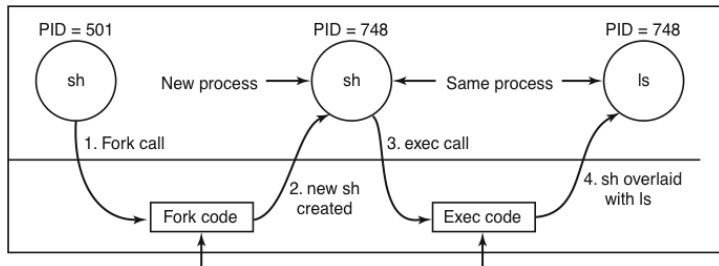 PID = 501
PID = 748
PID = 748
sh
New process
sh
Same process
ls
1. Fork call
3. exec call
2. new sh
created
4. sh overlaid
with ls
Fork code
Exec code